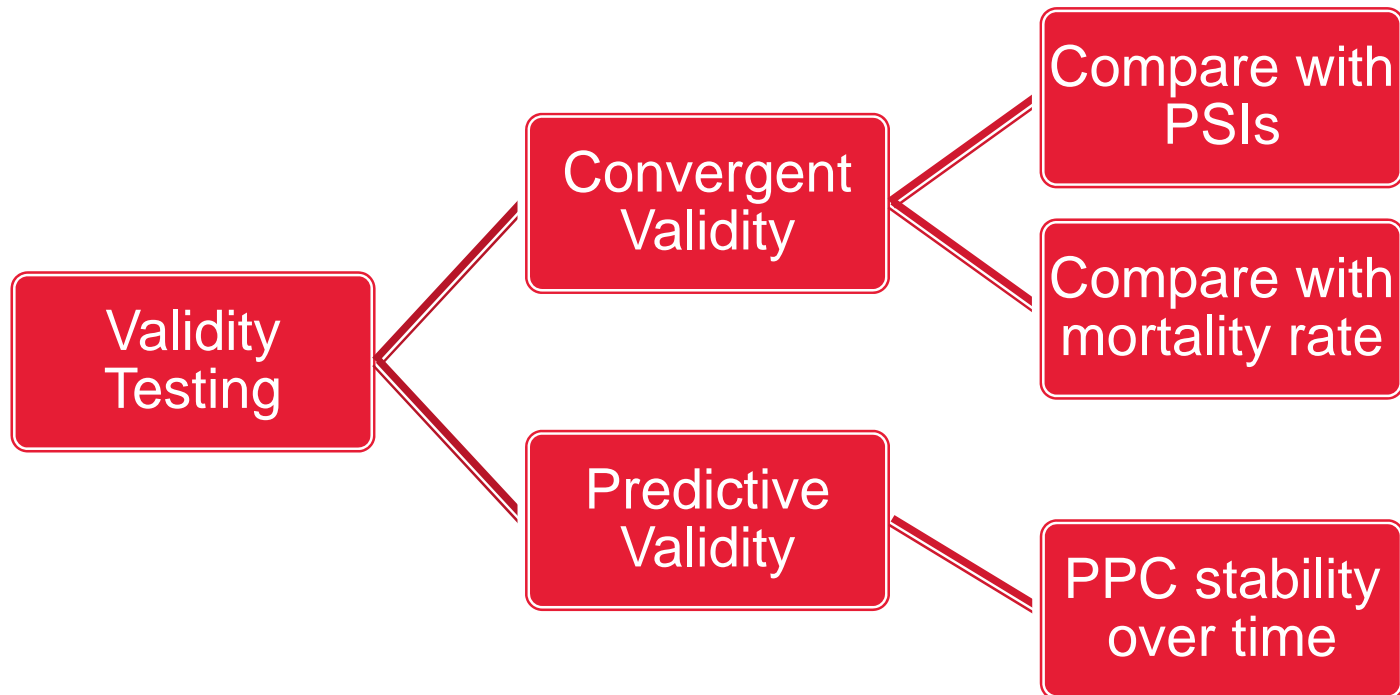 Validity
Testing
Convergent
Validity
Compare with
PSIs
Compare with
mortality rate
Predictive
Validity
PPC stability
over time